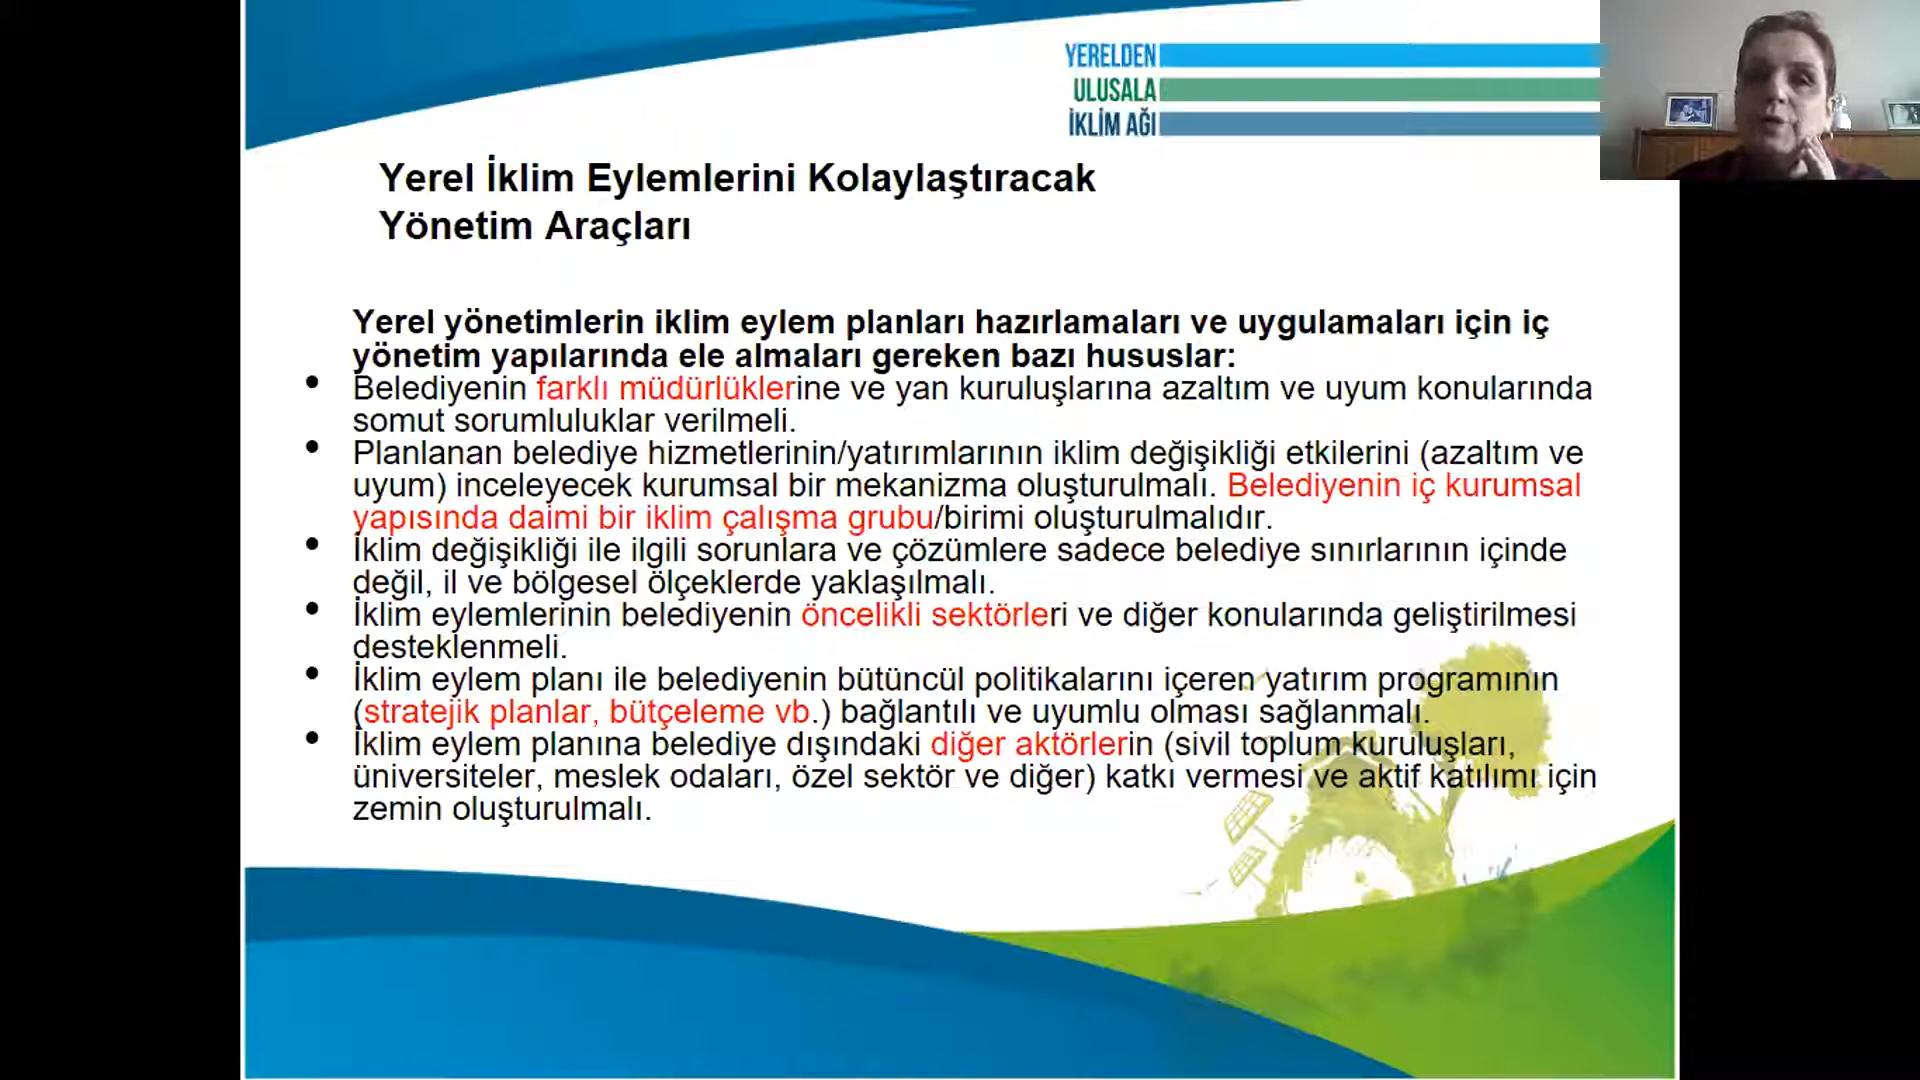 YERELDEN
ULUSALA
İKLİM AĞI
Yerel İklim Eylemlerini Kolaylaştıracak
Yönetim Araçları
Yerel yönetimlerin iklim eylem planları hazırlamaları ve uygulamaları için iç
yönetim yapılarında ele almaları gereken bazı hususlar:
• Belediyenin farklı müdürlüklerine ve yan kuruluşlarına azaltım ve uyum konularında
somut sorumluluklar verilmeli.
• Planlanan belediye hizmetlerinin/yatırımlarının iklim değişikliği etkilerini (azaltım ve
uyum) inceleyecek kurumsal bir mekanizma oluşturulmalı. Belediyenin iç kurumsal
yapısında daimi bir iklim çalışma grubu/birimi oluşturulmalıdır.
• İklim değişikliği ile ilgili sorunlara ve çözümlere sadece belediye sınırlarının içinde
değil, il ve bölgesel ölçeklerde yaklaşılmalı.
• İklim eylemlerinin belediyenin öncelikli sektörleri ve diğer konularında geliştirilmesi
desteklenmeli.
• İklim eylem planı ile belediyenin bütüncül politikalarını içeren yatırım programının
(stratejik planlar, bütçeleme vb.) bağlantılı ve uyumlu olması sağlanmalı.
• İklim eylem planına belediye dışındaki diğer aktörlerin (sivil toplum kuruluşları,
üniversiteler, meslek odaları, özel sektör ve diğer) katkı vermesi ve aktif katılımı için
zemin oluşturulmalı.